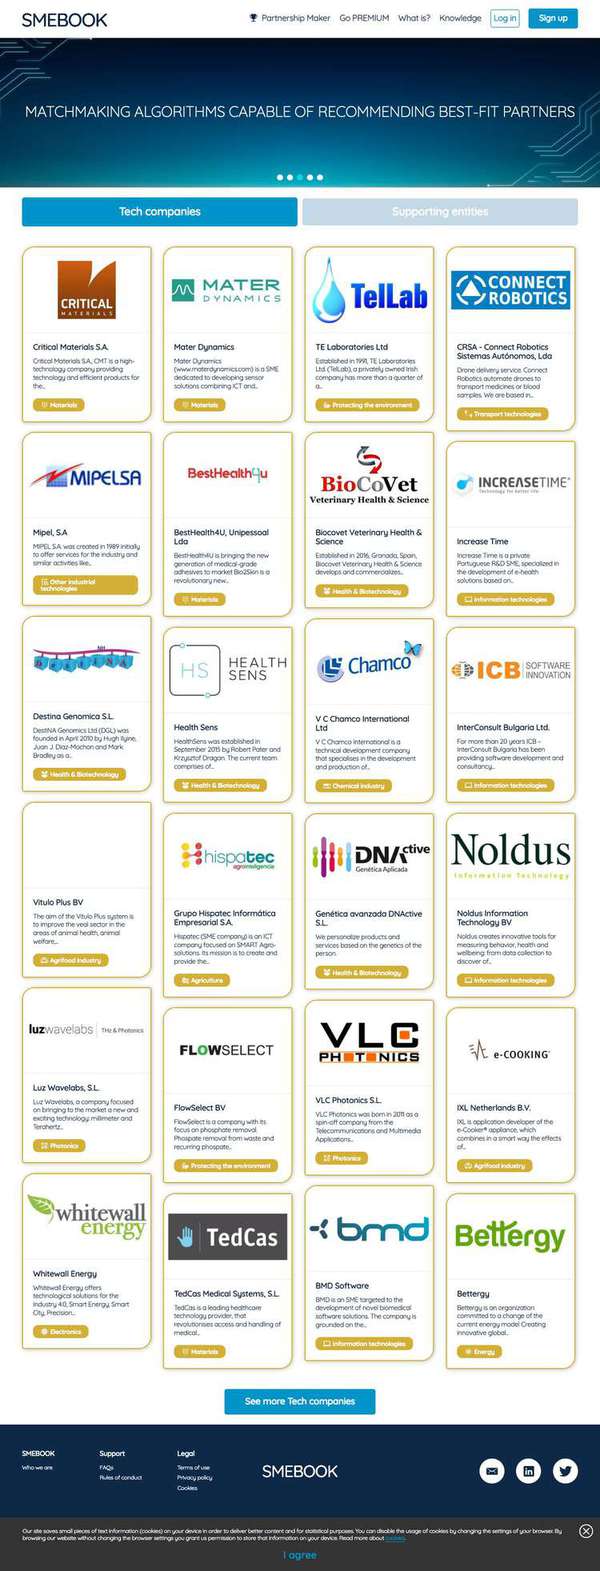 SMEBOOK
Partnership Maker
Go PREMIUM
What is?
Knowledge
Log in
Sign up
MATCHMAKING ALGORITHMS CAPABLE OF RECOMMENDING BEST-FIT PARTNERS
Tech companies
Supporting entities
CRITICAL
MATERIALS
Critical Materials S.A.
Critical Materials S.A., CMT is a high-
technology company providing
technology and efficient products for
the...
Materials
MATER
DYNAMICS
Mater Dynamics
Mater Dynamics
(www.materdynamics.com) is a SME
dedicated to developing sensor
solutions combining ICT and...
Materials
TelLab
TE Laboratories Ltd
Established in 1991, TE Laboratories
Ltd (TelLab), a privately owned Irish
company has more than a quarter of
a...
Protecting the environment
CONNECT
ROBOTICS
CRSA - Connect Robotics
Sistemas Autónomos, Lda
Drone delivery service. Connect
Robotics automate drones to
transport medicines or blood
samples. We are based in...
Transport technologies
MIPELSA
Mipel, S.A
MIPEL S.A was created in 1989 initially
to offer services for the industry and
similar activities like...
Other industrial
technologies
BestHealth4u
BestHealth4U, Unipessoal
Lda
BestHealth4U is bringing the new
generation of medical-grade
adhesives to market Bio2Skin is a
revolutionary new...
Materials
BioCoVet
Veterinary Health & Science
Biocovet Veterinary Health &
Science
Established in 2016, Granada, Spain,
Biocovet Veterinary Health & Science
develops and commercializes...
Health & Biotechnology
INCREASETIME
Technology for better life
Increase Time
Increase Time is a private
Portuguese R&D SME, specialized in
the development of e-health
solutions based on...
Information technologies
DestiNA
Destina Genomica S.L.
DestiNA Genomics Ltd (DGL) was
founded in April 2010 by Hugh Ilyine,
Juan J. Diaz-Mochon and Mark
Bradley as a...
Health & Biotechnology
HS
HEALTH
SENS
Health Sens
HealthSens was established in
September 2015 by Robert Pater and
Krzysztof Dragan. The current team
comprises of...
Health & Biotechnology
Chamco
V C Chamco International
Ltd
V C Chamco International is a
technical development company
that specialises in the development
and production of...
Chemical industry
ICB
SOFTWARE
INNOVATION
InterConsult Bulgaria Ltd.
For more than 20 years ICB -
InterConsult Bulgaria has been
providing software development and
consultancy...
Information technologies
Vitulo Plus BV
The aim of the Vitulo Plus system is
to improve the veal sector in the
areas of animal health, animal
welfare,...
Agrifood Industry
hispatec
agrointeligencia
Grupo Hispatec Informática
Empresarial S.A.
Hispatec (SME company) is an ICT
company focused on SMART Agro-
solutions. Its mission is to create and
provide the...
Agriculture
DNActive
Genética Aplicada
Genética avanzada DNActive
S.L.
We personalize products and
services based on the genetics of the
person.
Health & Biotechnology
Noldus
Information Technology
Noldus Information
Technology BV
Noldus creates innovative tools for
measuring behavior, health and
wellbeing: from data collection to
discover of...
Information technologies
luzwavelabs
THz & Photonics
Luz Wavelabs, S.L.
Luz Wavelabs, a company focused
on bringing to the market a new and
exciting technology: millimeter and
Terahertz...
Photonics
FLOWSELECT
FlowSelect BV
FlowSelect is a company with its
focus on phosphate removal.
Phospate removal from waste and
recurring phospate...
Protecting the environment
VLC
PHOTONICS
VLC Photonics S.L.
VLC Photonics was born in 2011 as a
spin-off company from the
Telecommunications and Multimedia
Applications...
Photonics
e-COOKING
IXL Netherlands B.V.
IXL is application developer of the
e-Cooker® appliance, which
combines in a smart way the effects
of...
Agrifood Industry
whitewall
energy
Whitewall Energy
Whitewall Energy offers
technological solutions for the
Industry 4.0, Smart Energy, Smart
City, Precision...
Electronics
TedCas
TedCas Medical Systems, S.L.
TedCas is a leading healthcare
technology provider, that
revolutionises access and handling of
medical...
Materials
bmd
BMD Software
BMD is an SME targeted to the
development of novel biomedical
software solutions. The company is
grounded on the...
Information technologies
Bettergy
Bettergy
Bettergy is an organization
committed to a change of the
current energy model Creating
innovative global...
Energy
See more Tech companies
SMEBOOK
Who we are
Support
FAQs
Rules of conduct
Legal
Terms of use
Privacy policy
Cookies
SMEBOOK
Our site saves small pieces of text information (cookies) on your device in order to deliver better content and for statistical purposes. You can disable the usage of cookies by changing the settings of your browser. By
browsing our website without changing the browser settings you grant us permission to store that information on your device. Read more about cookies.
I agree